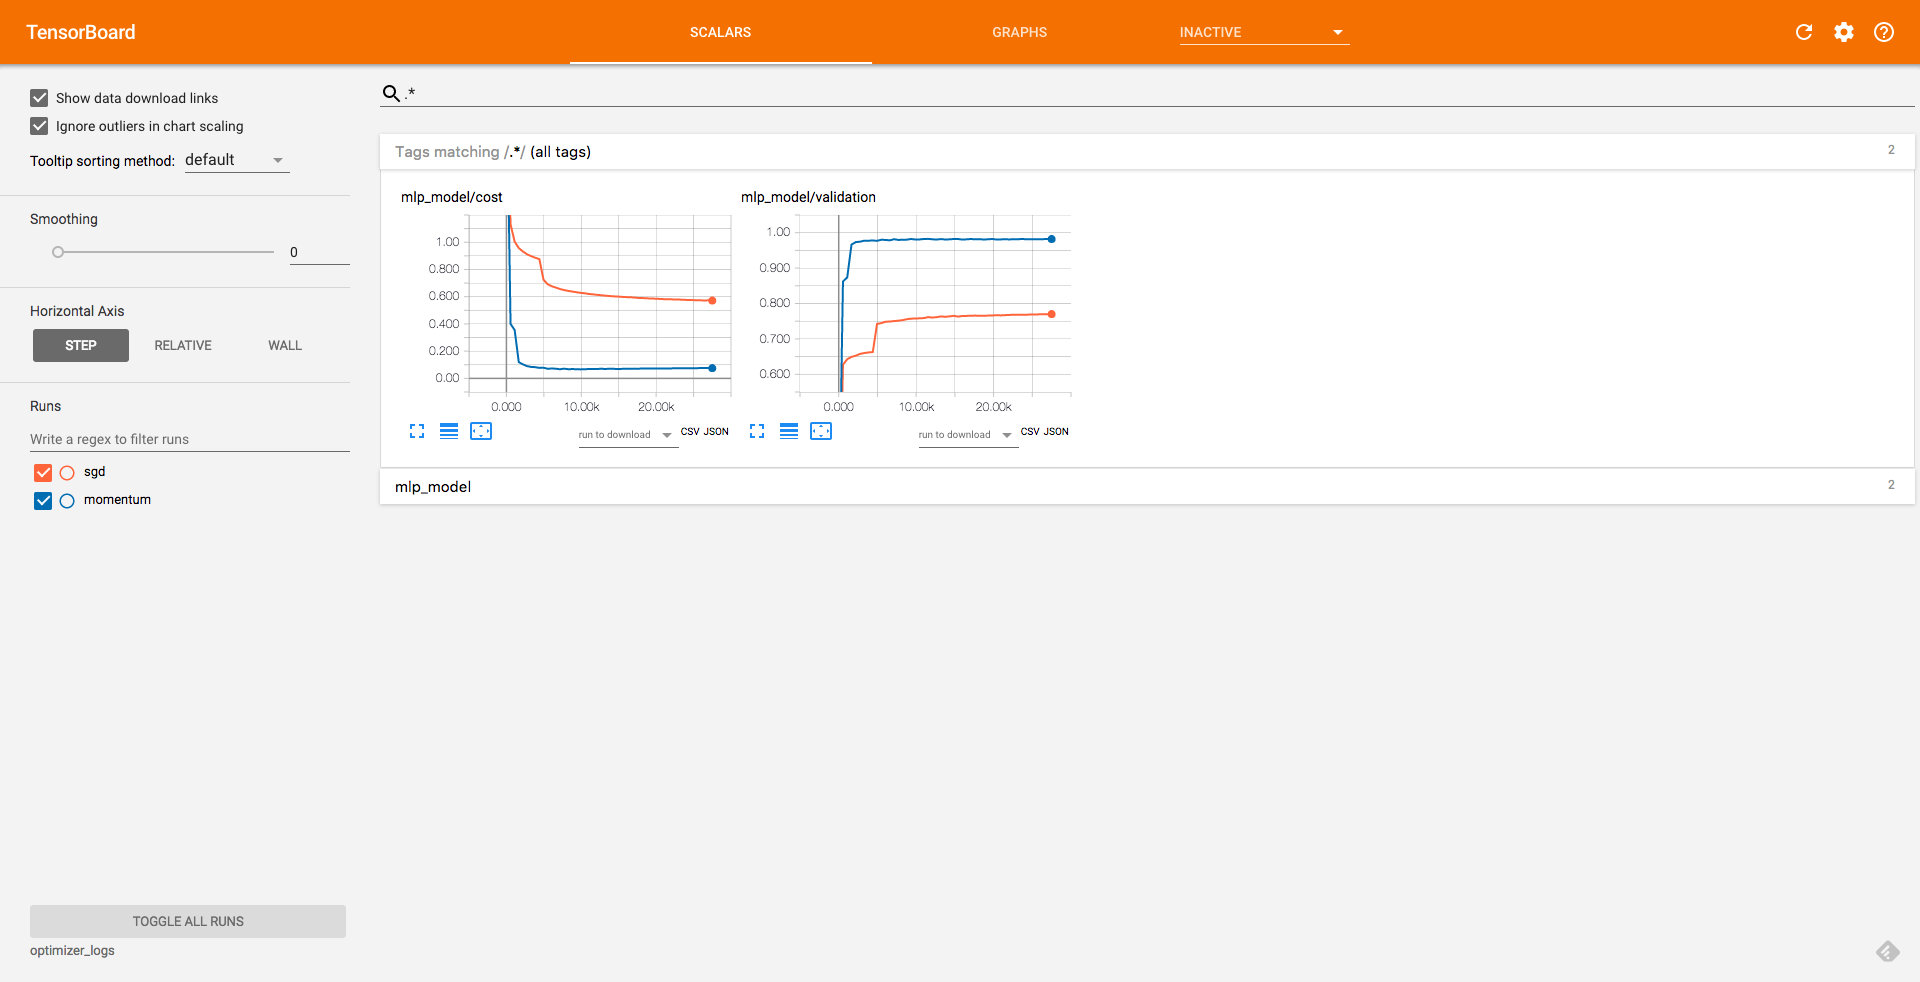 TensorBoard
SCALARS
GRAPHS
INACTIVE
Show data download links
Ignore outliers in chart scaling
Tooltip sorting method: default
Smoothing
0
Horizontal Axis
STEP RELATIVE WALL
Runs
Write a regex to filter runs
sgd
momentum
TOGGLE ALL RUNS
optimizer_logs
.*
Tags matching /.*/ (all tags) 2
mlp_model/cost
1.00
0.800
0.600
0.400
0.200
0.00
0.000 10.00k 20.00k
run to download CSV JSON
mlp_model/validation
1.00
0.900
0.800
0.700
0.600
0.000 10.00k 20.00k
run to download CSV JSON
mlp_model 2